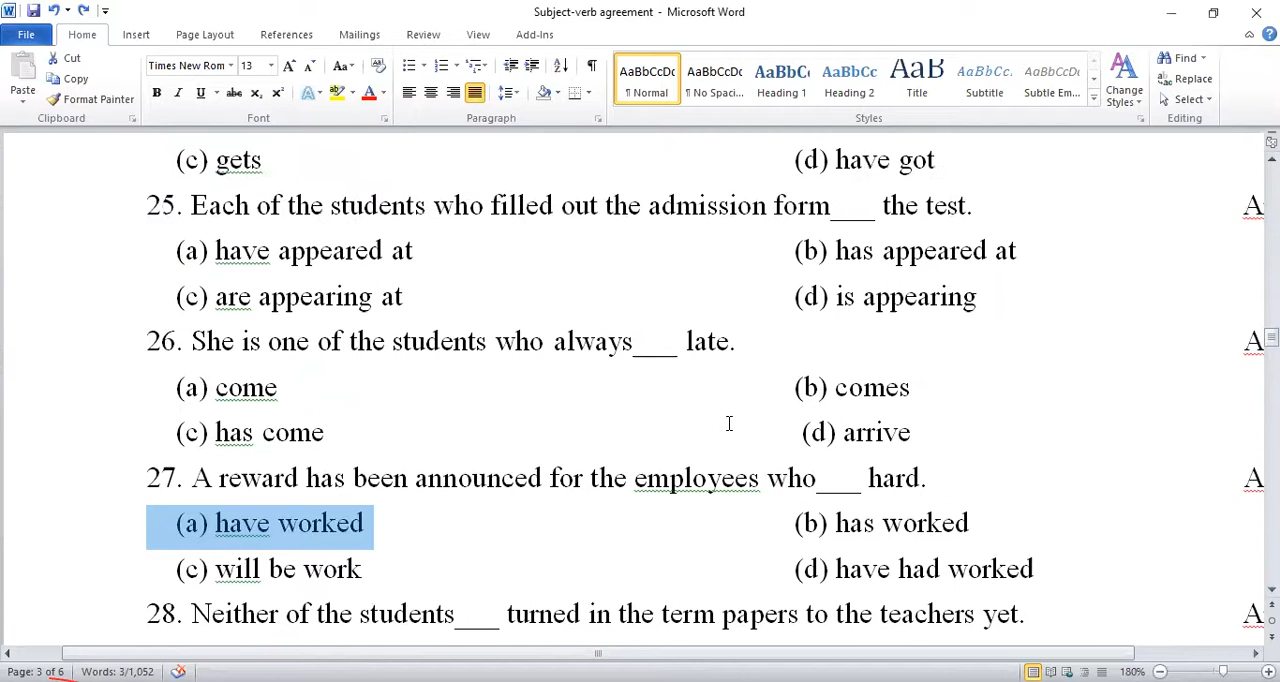 Subject-verb agreement - Microsoft Word
File Home Insert Page Layout References Mailings Review View Add-Ins
Paste
Cut
Copy
Format Painter
Clipboard
Times New Rom 13
B I U abc x₂ x² A
Font
Paragraph
AaBbCcDc AaBbCcDc AaBbC AaBbCc AaB AaBbCc. AaBbCcDc
¶ Normal ¶ No Spaci... Heading 1 Heading 2 Title Subtitle Subtle Em...
Change
Styles
Styles
Find
Replace
Select
Editing
(c) gets (d) have got
25. Each of the students who filled out the admission form___ the test. A
(a) have appeared at (b) has appeared at
(c) are appearing at (d) is appearing
26. She is one of the students who always___ late. A
(a) come (b) comes
(c) has come (d) arrive
27. A reward has been announced for the employees who___ hard. A
(a) have worked (b) has worked
(c) will be work (d) have had worked
28. Neither of the students___ turned in the term papers to the teachers yet. A
Page: 3 of 6 Words: 3/1,052 180%